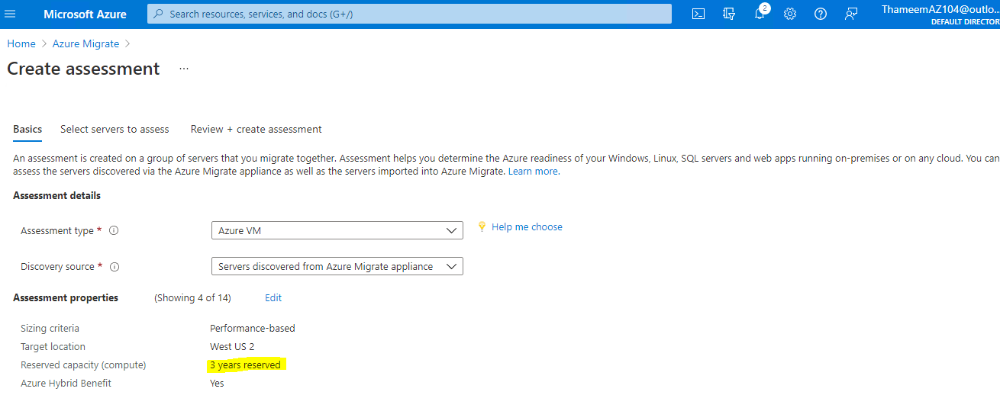 Microsoft Azure
Search resources, services, and docs (G+/)
2
ThameemAZ104@outlo...
DEFAULT DIRECTOR
Home > Azure Migrate >
Create assessment ...
Basics Select servers to assess Review + create assessment
An assessment is created on a group of servers that you migrate together. Assessment helps you determine the Azure readiness of your Windows, Linux, SQL servers and web apps running on-premises or on any cloud. You can
assess the servers discovered via the Azure Migrate appliance as well as the servers imported into Azure Migrate. Learn more.
Assessment details
Assessment type * Azure VM Help me choose
Discovery source * Servers discovered from Azure Migrate appliance
Assessment properties (Showing 4 of 14) Edit
Sizing criteria Performance-based
Target location West US 2
Reserved capacity (compute) 3 years reserved
Azure Hybrid Benefit Yes